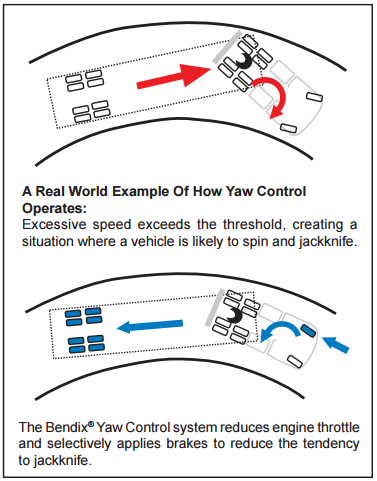 A Real World Example Of How Yaw Control
Operates:
Excessive speed exceeds the threshold, creating a
situation where a vehicle is likely to spin and jackknife.
The Bendix® Yaw Control system reduces engine throttle
and selectively applies brakes to reduce the tendency
to jackknife.